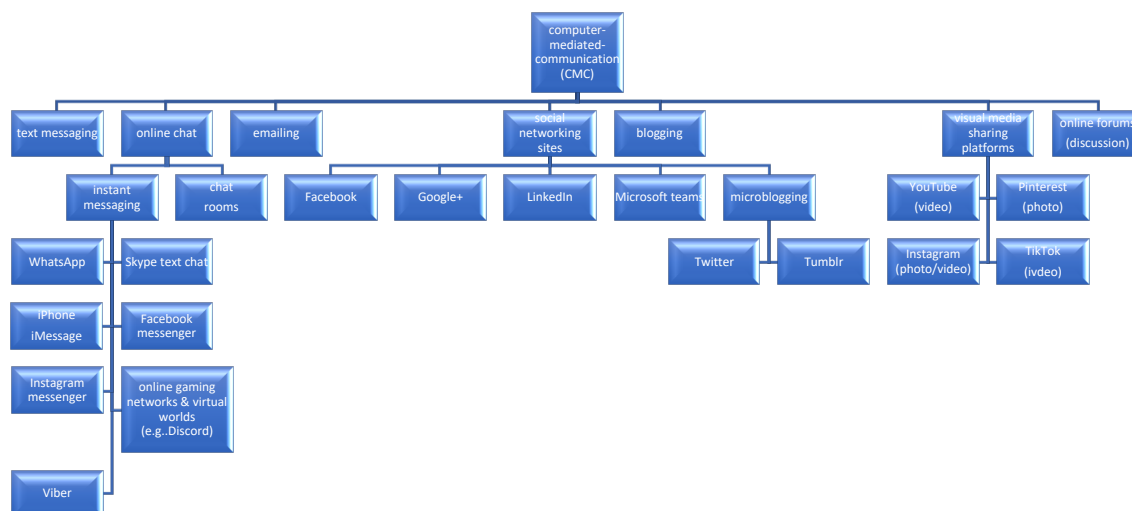 computer-
mediated-
communication
(CMC)
text messaging
online chat
emailing
social
networking
sites
blogging
visual media
sharing
platforms
online forums
(discussion)
instant
messaging
chat
rooms
Facebook
Google+
LinkedIn
Microsoft teams
microblogging
YouTube
(video)
Pinterest
(photo)
WhatsApp
Skype text chat
Twitter
Tumblr
Instagram
(photo/video)
TikTok
(ivdeo)
iPhone
iMessage
Facebook
messenger
Instagram
messenger
online gaming
networks & virtual
worlds
(e.g..Discord)
Viber